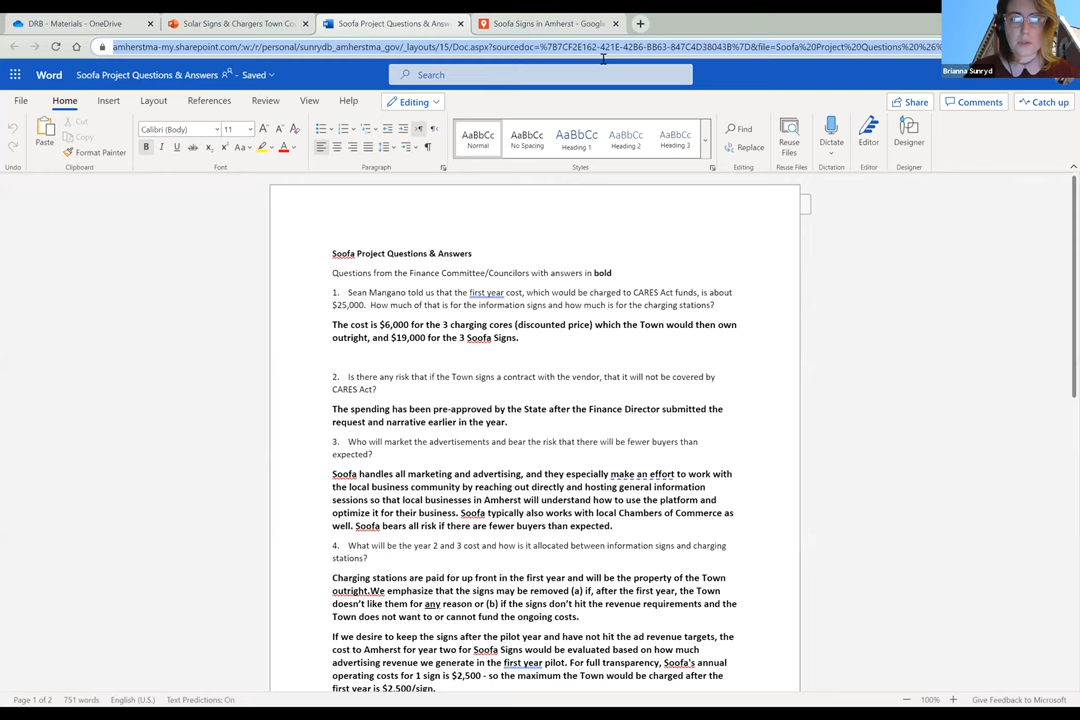 DRB - Materials - OneDrive
Solar Signs & Chargers Town Cou
Soofa Project Questions & Answe
Soofa Signs in Amherst - Google
amherstma-my.sharepoint.com/:w:/r/personal/sunrydb_amherstma_gov/_layouts/15/Doc.aspx?sourcedoc=%7B7CF2E162-421E-42B6-BB63-847C4D38043B%7D&file=Soofa%20Project%20Questions%20%26%
Brianna Sunryd
Word Soofa Project Questions & Answers - Saved
Search
File Home Insert Layout References Review View Help Editing Share Comments Catch up
Paste Cut Copy Format Painter
Calibri (Body) 11
AaBbCc Normal AaBbCc No Spacing AaBbCc Heading 1 AaBbCc Heading 2 AaBbCc Heading 3
Find Replace Reuse Files Dictate Editor Designer
Undo Clipboard Font Paragraph Styles Editing Reuse Files Dictation Editor Designer
Soofa Project Questions & Answers
Questions from the Finance Committee/Councilors with answers in bold
1. Sean Mangano told us that the first year cost, which would be charged to CARES Act funds, is about
$25,000. How much of that is for the information signs and how much is for the charging stations?
The cost is $6,000 for the 3 charging cores (discounted price) which the Town would then own
outright, and $19,000 for the 3 Soofa Signs.
2. Is there any risk that if the Town signs a contract with the vendor, that it will not be covered by
CARES Act?
The spending has been pre-approved by the State after the Finance Director submitted the
request and narrative earlier in the year.
3. Who will market the advertisements and bear the risk that there will be fewer buyers than
expected?
Soofa handles all marketing and advertising, and they especially make an effort to work with
the local business community by reaching out directly and hosting general information
sessions so that local businesses in Amherst will understand how to use the platform and
optimize it for their business. Soofa typically also works with local Chambers of Commerce as
well. Soofa bears all risk if there are fewer buyers than expected.
4. What will be the year 2 and 3 cost and how is it allocated between information signs and charging
stations?
Charging stations are paid for up front in the first year and will be the property of the Town
outright.We emphasize that the signs may be removed (a) if, after the first year, the Town
doesn't like them for any reason or (b) if the signs don't hit the revenue requirements and the
Town does not want to or cannot fund the ongoing costs.
If we desire to keep the signs after the pilot year and have not hit the ad revenue targets, the
cost to Amherst for year two for Soofa Signs would be evaluated based on how much
advertising revenue we generate in the first year pilot. For full transparency, Soofa's annual
operating costs for 1 sign is $2,500 - so the maximum the Town would be charged after the
first year is $2,500/sign.
Page 1 of 2 751 words English (U.S.) Text Predictions: On 100% Give Feedback to Microsoft